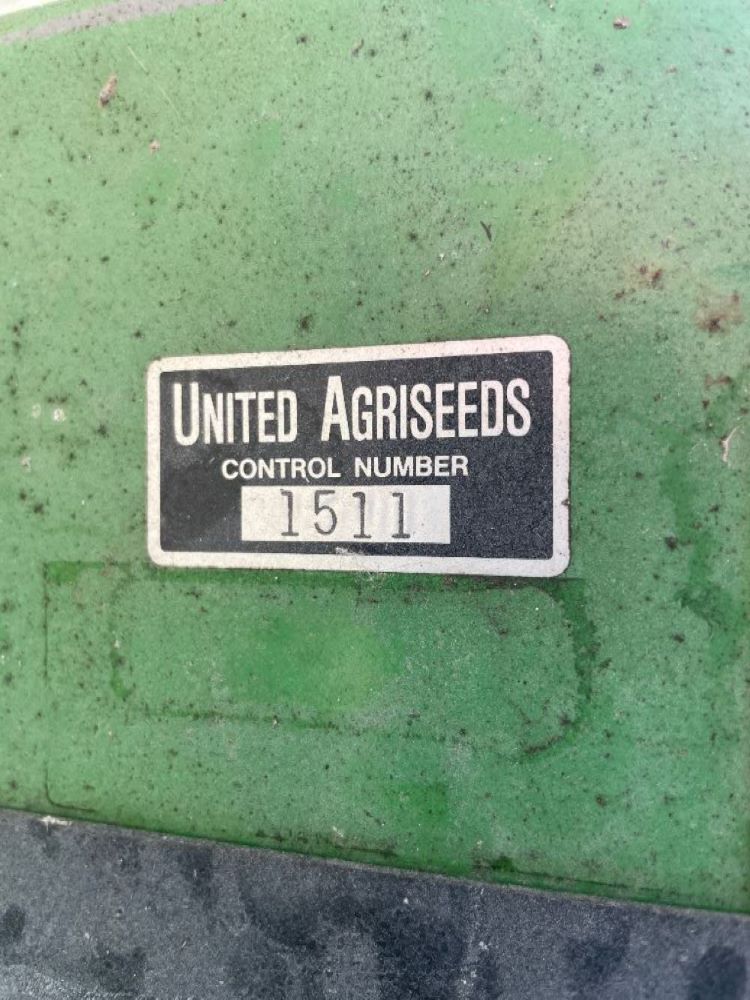 UNITED AGRISEEDS
CONTROL NUMBER
1511